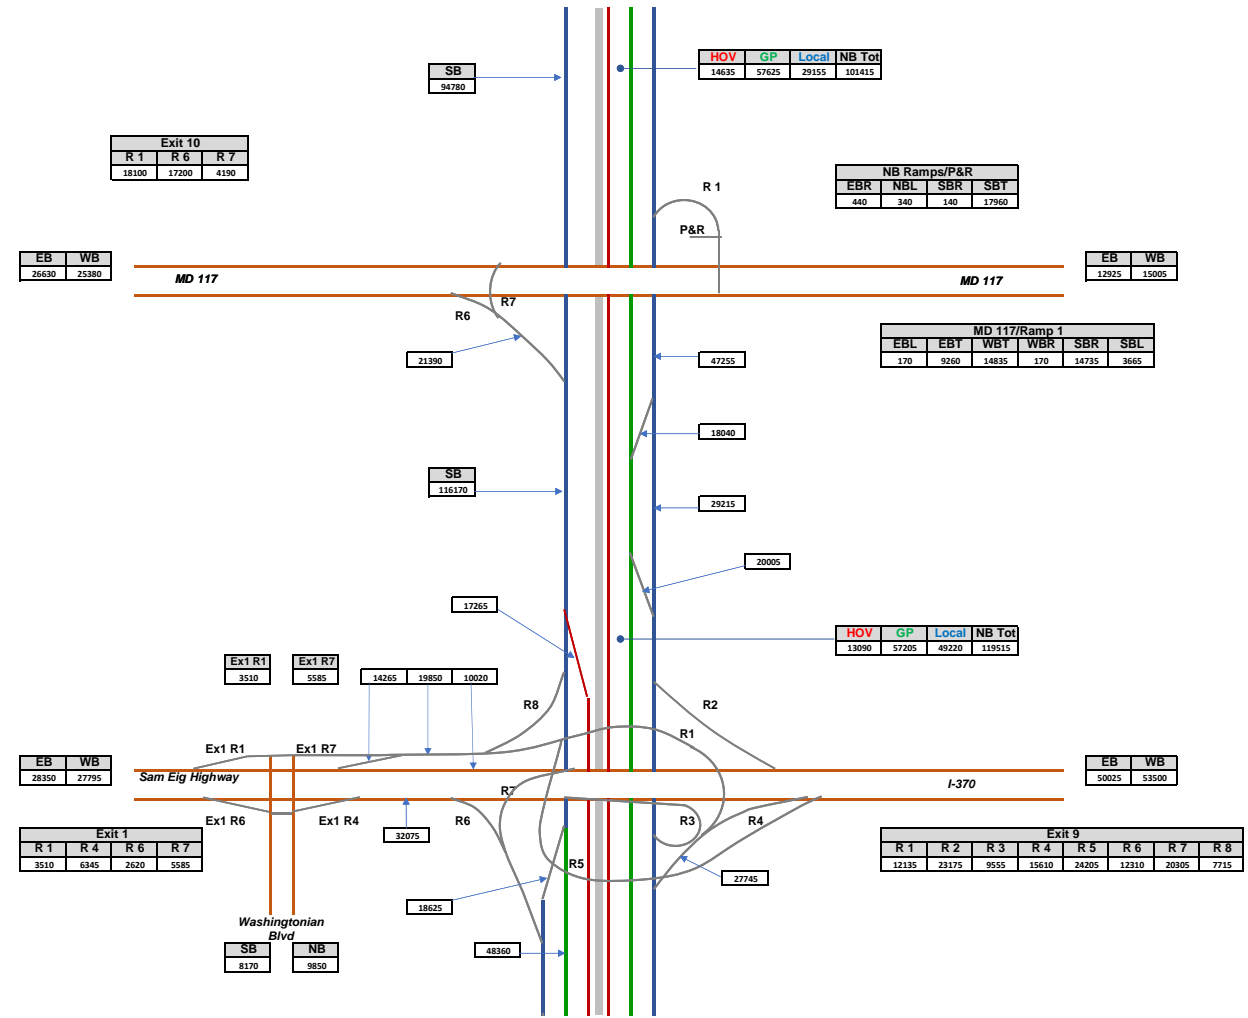 HOV GP Local NB Tot
14635 57625 29155 101415
SB
94780
Exit 10
R 1 R 6 R 7
18100 17200 4190
NB Ramps/P&R
EBR NBL SBR SBT
440 340 140 17960
R 1
P&R
EB WB
26630 25380
MD 117
MD 117
EB WB
12925 15005
R7
R6
21390
47255
MD 117/Ramp 1
EBL EBT WBT WBR SBR SBL
170 9260 14835 170 14735 3665
18040
SB
116170
29215
20005
17265
HOV GP Local NB Tot
13090 57205 49220 119515
Ex1 R1
3510
Ex1 R7
5585
14265 19850 10020
R8
R2
R1
Ex1 R1
Ex1 R7
EB WB
28350 27795
Sam Eig Highway
I-370
EB WB
50025 53500
R7
Ex1 R6
Ex1 R4
R6
R3
R4
32075
Exit 1
R 1 R 4 R 6 R 7
3510 6345 2620 5585
Exit 9
R 1 R 2 R 3 R 4 R 5 R 6 R 7 R 8
12135 23175 9555 15610 24205 12310 20305 7715
R5
27745
18625
Washingtonian
Blvd
SB
8170
NB
9850
48360